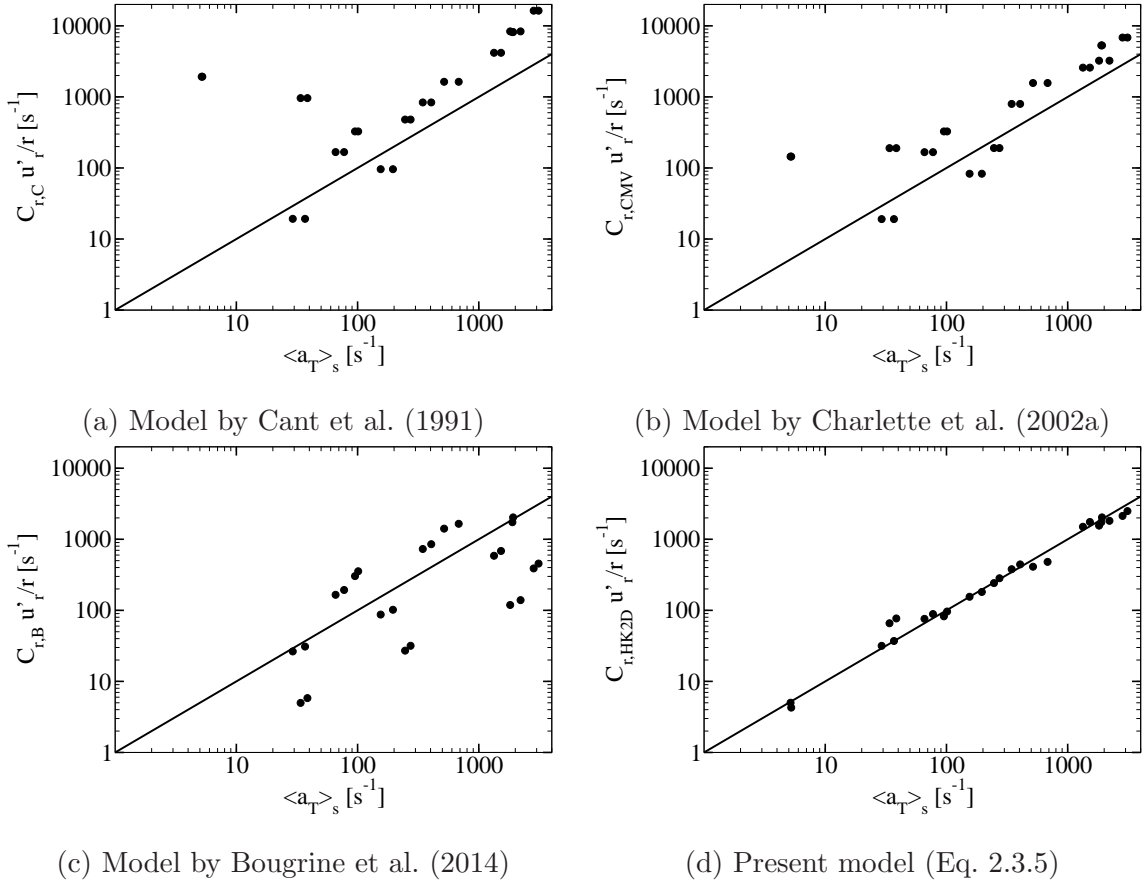 10000
1000
100
10
1
C_{r,C} u'_r/r [s^{-1}]
10 100 1000
<a_T>_s [s^{-1}]
(a) Model by Cant et al. (1991)
10000
1000
100
10
1
C_{r,CMV} u'_r/r [s^{-1}]
10 100 1000
<a_T>_s [s^{-1}]
(b) Model by Charlette et al. (2002a)
10000
1000
100
10
1
C_{r,B} u'_r/r [s^{-1}]
10 100 1000
<a_T>_s [s^{-1}]
(c) Model by Bougrine et al. (2014)
10000
1000
100
10
1
C_{r,HK2D} u'_r/r [s^{-1}]
10 100 1000
<a_T>_s [s^{-1}]
(d) Present model (Eq. 2.3.5)